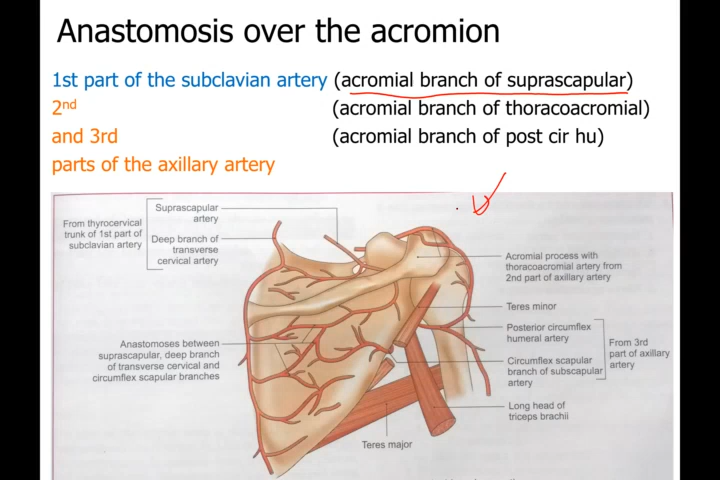 Anastomosis over the acromion
1st part of the subclavian artery (acromial branch of suprascapular)
2nd (acromial branch of thoracoacromial)
and 3rd (acromial branch of post cir hu)
parts of the axillary artery
From thyrocervical
trunk of 1st part of
subclavian artery
Suprascapular
artery
Deep branch of
transverse
cervical artery
Anastomoses between
suprascapular, deep branch
of transverse cervical and
circumflex scapular branches
Acromial process with
thoracoacromial artery from
2nd part of axillary artery
Teres minor
Posterior circumflex
humeral artery
Circumflex scapular
branch of subscapular
artery
From 3rd
part of axillary
artery
Long head of
triceps brachii
Teres major